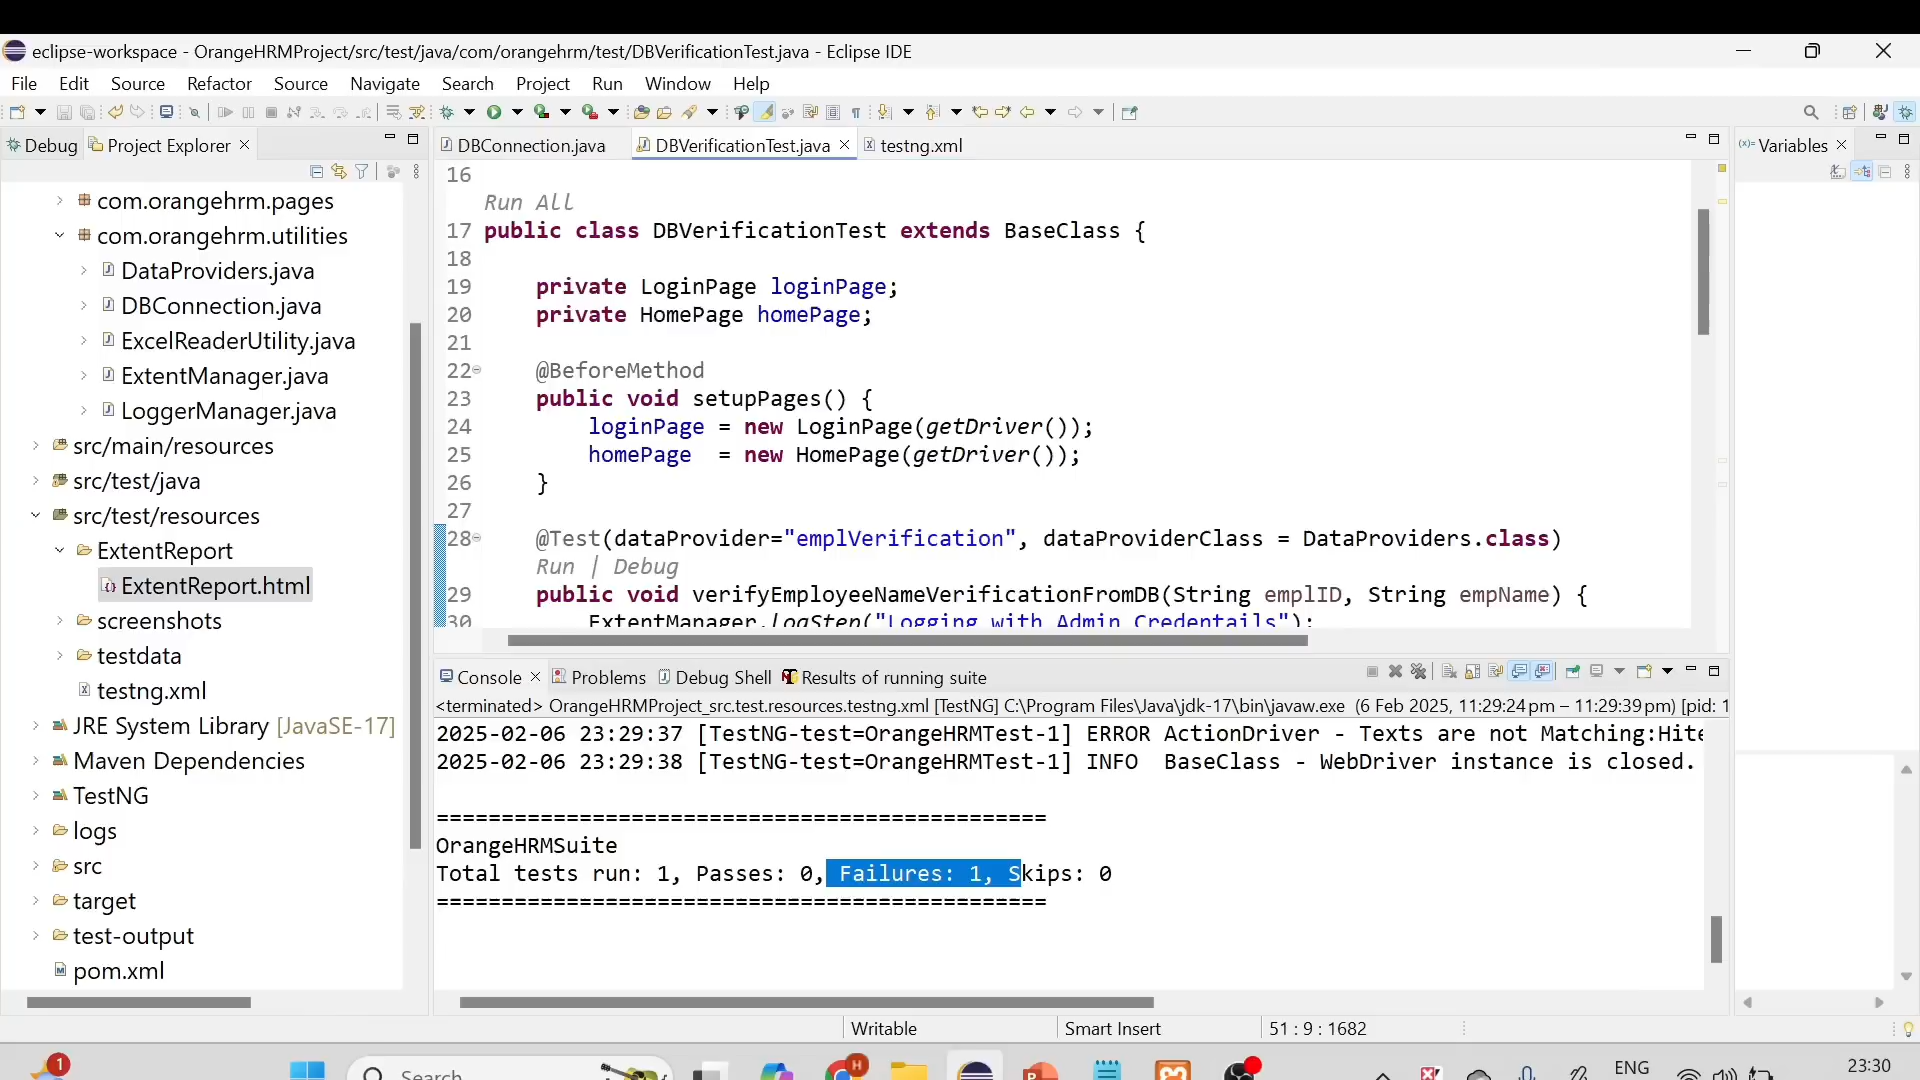 eclipse-workspace - OrangeHRMProject/src/test/java/com/orangehrm/test/DBVerificationTest.java - Eclipse IDE
File Edit Source Refactor Source Navigate Search Project Run Window Help
Debug Project Explorer
com.orangehrm.pages
com.orangehrm.utilities
DataProviders.java
DBConnection.java
ExcelReaderUtility.java
ExtentManager.java
LoggerManager.java
src/main/resources
src/test/java
src/test/resources
ExtentReport
ExtentReport.html
screenshots
testdata
testng.xml
JRE System Library [JavaSE-17]
Maven Dependencies
TestNG
logs
src
target
test-output
pom.xml
DBConnection.java DBVerificationTest.java testng.xml
16
Run All
17 public class DBVerificationTest extends BaseClass {
18
19 private LoginPage loginPage;
20 private HomePage homePage;
21
22 @BeforeMethod
23 public void setupPages() {
24 loginPage = new LoginPage(getDriver());
25 homePage  = new HomePage(getDriver());
26 }
27
28 @Test(dataProvider="emplVerification", dataProviderClass = DataProviders.class)
Run | Debug
29 public void verifyEmployeeNameVerificationFromDB(String emplID, String empName) {
30 ExtentManager.logStep("Logging with Admin Credentails");
Variables
Console Problems Debug Shell Results of running suite
<terminated> OrangeHRMProject_src.test.resources.testng.xml [TestNG] C:\Program Files\Java\jdk-17\bin\javaw.exe (6 Feb 2025, 11:29:24 pm – 11:29:39 pm) [pid: 1
2025-02-06 23:29:37 [TestNG-test=OrangeHRMTest-1] ERROR ActionDriver - Texts are not Matching:Hite
2025-02-06 23:29:38 [TestNG-test=OrangeHRMTest-1] INFO  BaseClass - WebDriver instance is closed.
===============================================
OrangeHRMSuite
Total tests run: 1, Passes: 0, Failures: 1, Skips: 0
===============================================
Writable Smart Insert 51 : 9 : 1682
1 Search H ENG 23:30